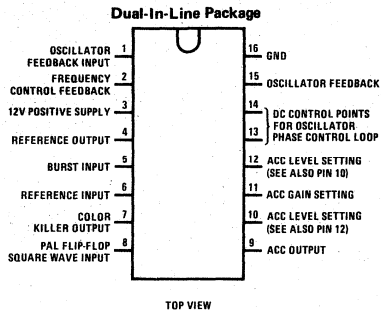 Dual-In-Line Package
OSCILLATOR
FEEDBACK INPUT
1
FREQUENCY
CONTROL FEEDBACK
2
12V POSITIVE SUPPLY
3
REFERENCE OUTPUT
4
BURST INPUT
5
REFERENCE INPUT
6
COLOR
KILLER OUTPUT
7
PAL FLIP-FLOP
SQUARE WAVE INPUT
8
16
GND
15
OSCILLATOR FEEDBACK
14
13
DC CONTROL POINTS
FOR OSCILLATOR
PHASE CONTROL LOOP
12
ACC LEVEL SETTING
(SEE ALSO PIN 10)
11
ACC GAIN SETTING
10
ACC LEVEL SETTING
(SEE ALSO PIN 12)
9
ACC OUTPUT
TOP VIEW